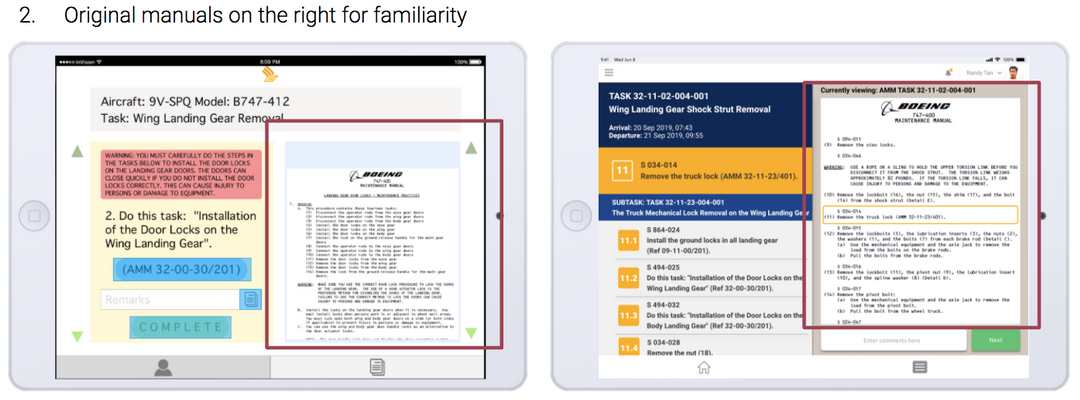 2. Original manuals on the right for familiarity
InVision
8:00 PM
100%
Aircraft: 9V-SPQ Model: B747-412
Task: Wing Landing Gear Removal
WARNING: YOU MUST CAREFULLY DO THE STEPS IN
THE TASKS BELOW TO INSTALL THE DOOR LOCKS
ON THE LANDING GEAR DOORS. THE DOORS CAN
CLOSE QUICKLY IF YOU DO NOT INSTALL THE DOOR
LOCKS CORRECTLY. THIS CAN CAUSE INJURY TO
PERSONS OR DAMAGE TO EQUIPMENT.
2. Do this task: "Installation
of the Door Locks on the
Wing Landing Gear".
(AMM 32-00-30/201)
Remarks
COMPLETE
BOEING
747-400
MAINTENANCE MANUAL
LANDING GEAR DOOR LOCKS - MAINTENANCE PRACTICES
9:41 Wed Jun 6
100%
Randy Tan
TASK 32-11-02-004-001
Wing Landing Gear Shock Strut Removal
Arrival: 20 Sep 2019, 07:43
Departure: 21 Sep 2019, 09:55
11
S 034-014
Remove the truck lock (AMM 32-11-23/401).
SUBTASK: TASK 32-11-23-004-001
The Truck Mechanical Lock Removal on the Wing Landing Gear
11.1
S 864-024
Install the ground locks in all landing gear
(Ref 09-11-00/201).
11.2
S 494-025
Do this task: "Installation of the Door Locks on the
Wing Landing Gear" (Ref 32-00-30/201).
11.3
S 494-032
Do this task: "Installation of the Door Locks on the
Body Landing Gear" (Ref 32-00-30/201).
11.4
S 034-028
Remove the nut (18).
Currently viewing: AMM TASK 32-11-02-004-001
BOEING
747-400
MAINTENANCE MANUAL
S 094-011
(9) Remove the slea locks.
S 034-046
WARNING: USE A ROPE OR A SLING TO HOLD THE UPPER TORSION LINK BEFORE YOU
DISCONNECT IT FROM THE SHOCK STRUT. THE TORSION LINK WEIGHS
APPROXIMATELY 82 POUNDS. IF THE TORSION LINK FALLS, IT CAN
CAUSE INJURY TO PERSONS AND DAMAGE TO THE EQUIPMENT.
(10) Remove the lockbolt (16), the nut (15), the shim (17), and the bolt
(14) from the shock strut (Detail E).
S 034-014
(11) Remove the truck lock (AMM 32-11-23/401).
S 034-015
(12) Remove the lockbolts (5), the lubrication inserts (3), the nuts (2),
the washers (1), and the bolts (7) from each brake rod (Detail C).
(a) Use the mechanical equipment and the axle jack to remove the
load from the bolts on the brake rods.
(b) Pull the bolts from the brake rods.
S 034-016
(13) Remove the lockbolt (11), the pivot nut (9), the lubrication insert
(10), and the spline washer (8) (Detail B).
S 034-017
(14) Remove the pivot bolt:
(a) Use the mechanical equipment and the axle jack to remove the
load from the pivot bolt.
(b) Pull the bolt from the wheel truck.
S 024-047
Enter comments here
Next